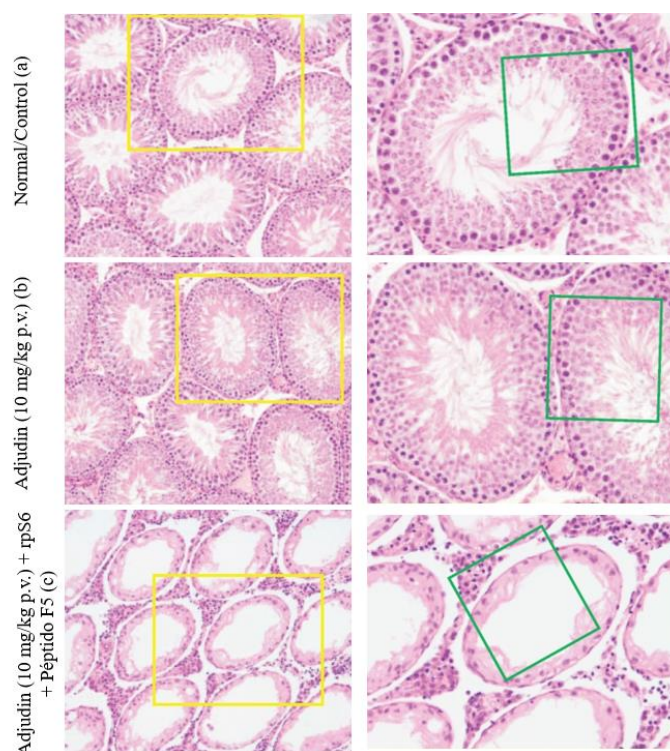 Normal/Control (a)
Adjudin (10 mg/kg p.v.) (b)
Adjudin (10 mg/kg p.v.) + rpS6
+ Péptido F5 (c)